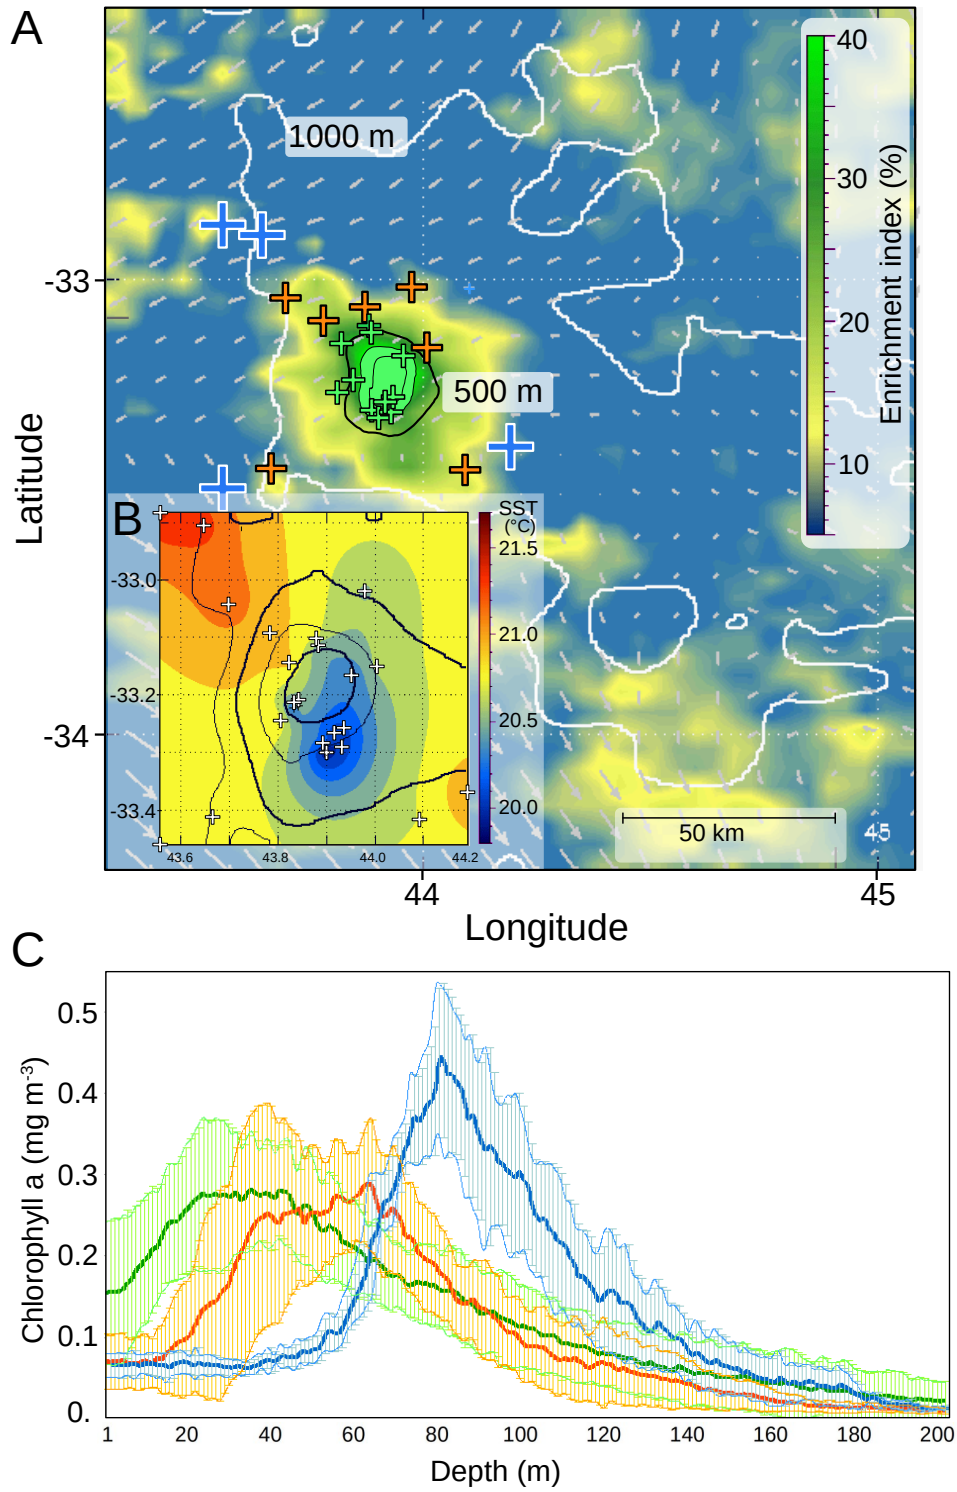 A
1000 m
500 m
40
30
20
10
Enrichment index (%)
-33
-34
Latitude
B
SST
(°C)
21.5
21.0
20.5
20.0
-33.0
-33.2
-33.4
43.6
43.8
44.0
44.2
50 km
45
44
45
Longitude
C
0.5
0.4
0.3
0.2
0.1
0.
Chlorophyll a (mg m-3)
1
20
40
60
80
100
120
140
160
180
200
Depth (m)